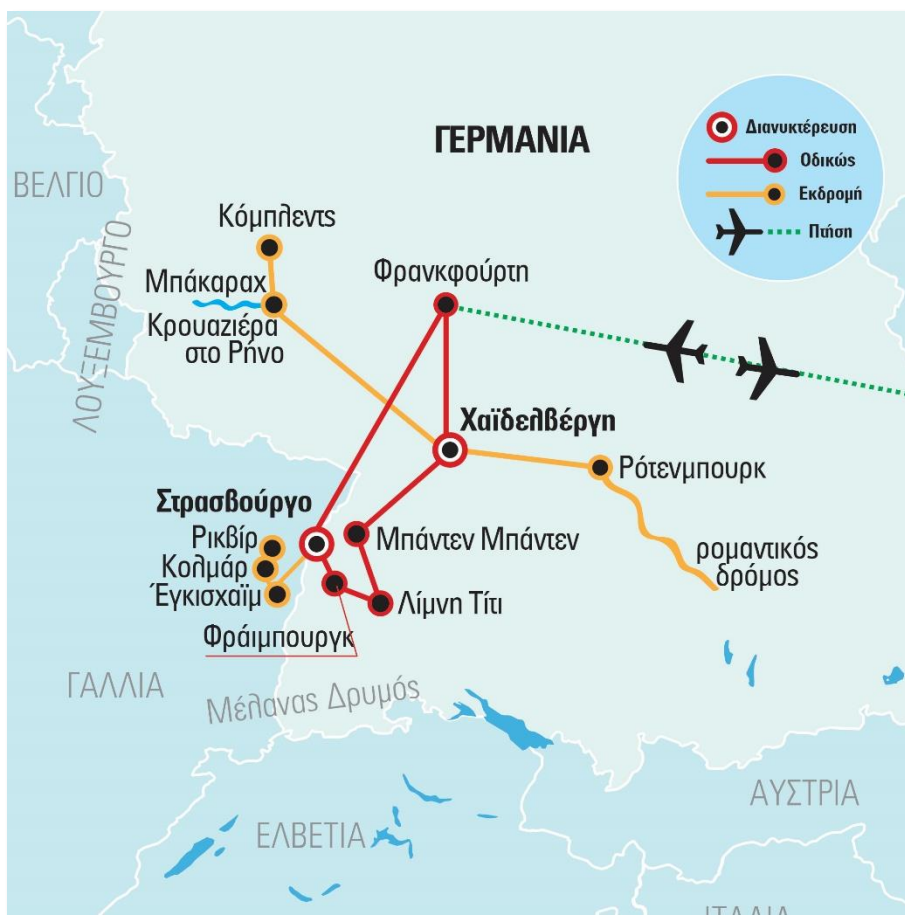 ΓΕΡΜΑΝΙΑ
Διανυκτέρευση
Οδικώς
Εκδρομή
Πτήση
ΒΕΛΓΙΟ
ΛΟΥΞΕΜΒΟΥΡΓΟ
Κόμπλεντς
Μπάκαραχ
Κρουαζιέρα
στο Ρήνο
Φρανκφούρτη
Χαϊδελβέργη
Ρότενμπουρκ
ρομαντικός
δρόμος
Στρασβούργο
Ρικβίρ
Κολμάρ
Έγκισχαϊμ
Μπάντεν Μπάντεν
Λίμνη Τίτι
Φράιμπουργκ
ΓΑΛΛΙΑ
Μέλανας Δρυμός
ΑΥΣΤΡΙΑ
ΕΛΒΕΤΙΑ
ΙΤΑΛΙΑ